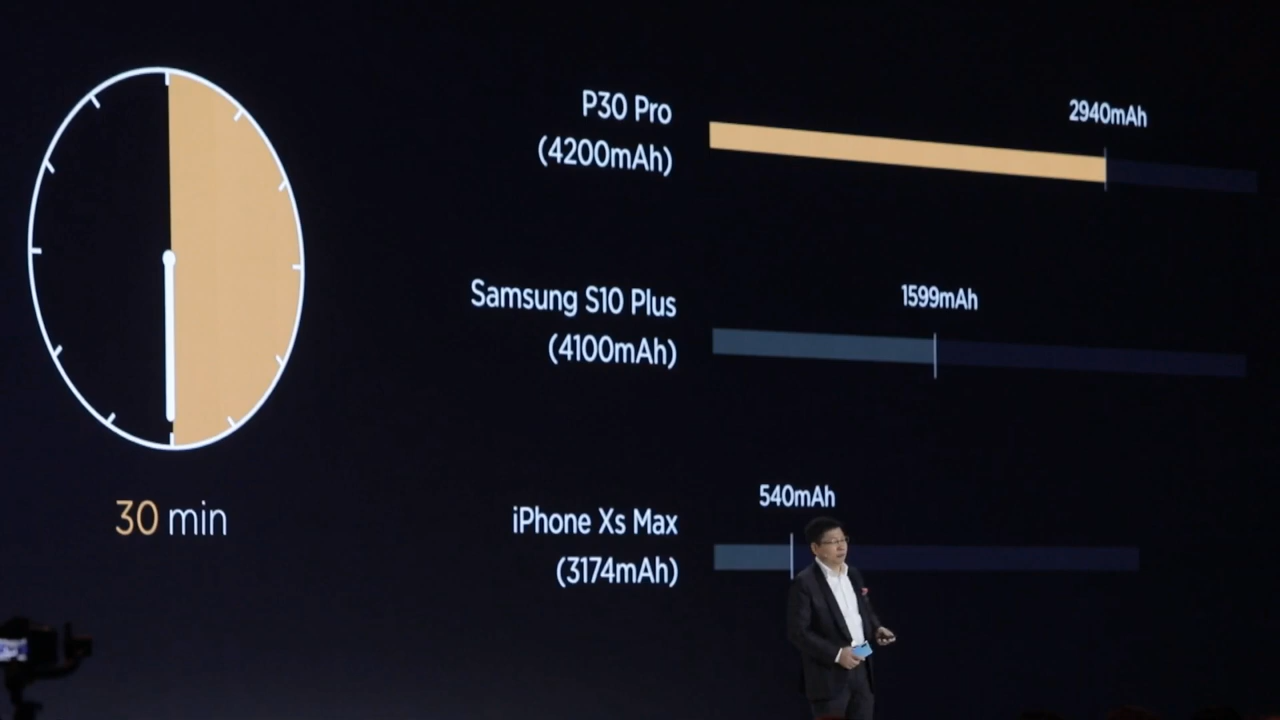 30 min
P30 Pro
(4200mAh)
2940mAh
Samsung S10 Plus
(4100mAh)
1599mAh
iPhone Xs Max
(3174mAh)
540mAh